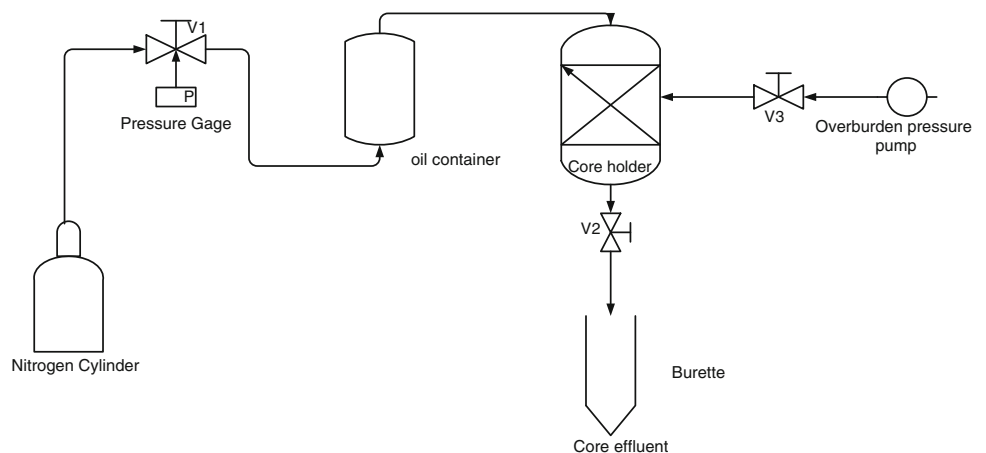 V1
P
Pressure Gage
oil container
Core holder
V3
Overburden pressure
pump
V2
Nitrogen Cylinder
Burette
Core effluent